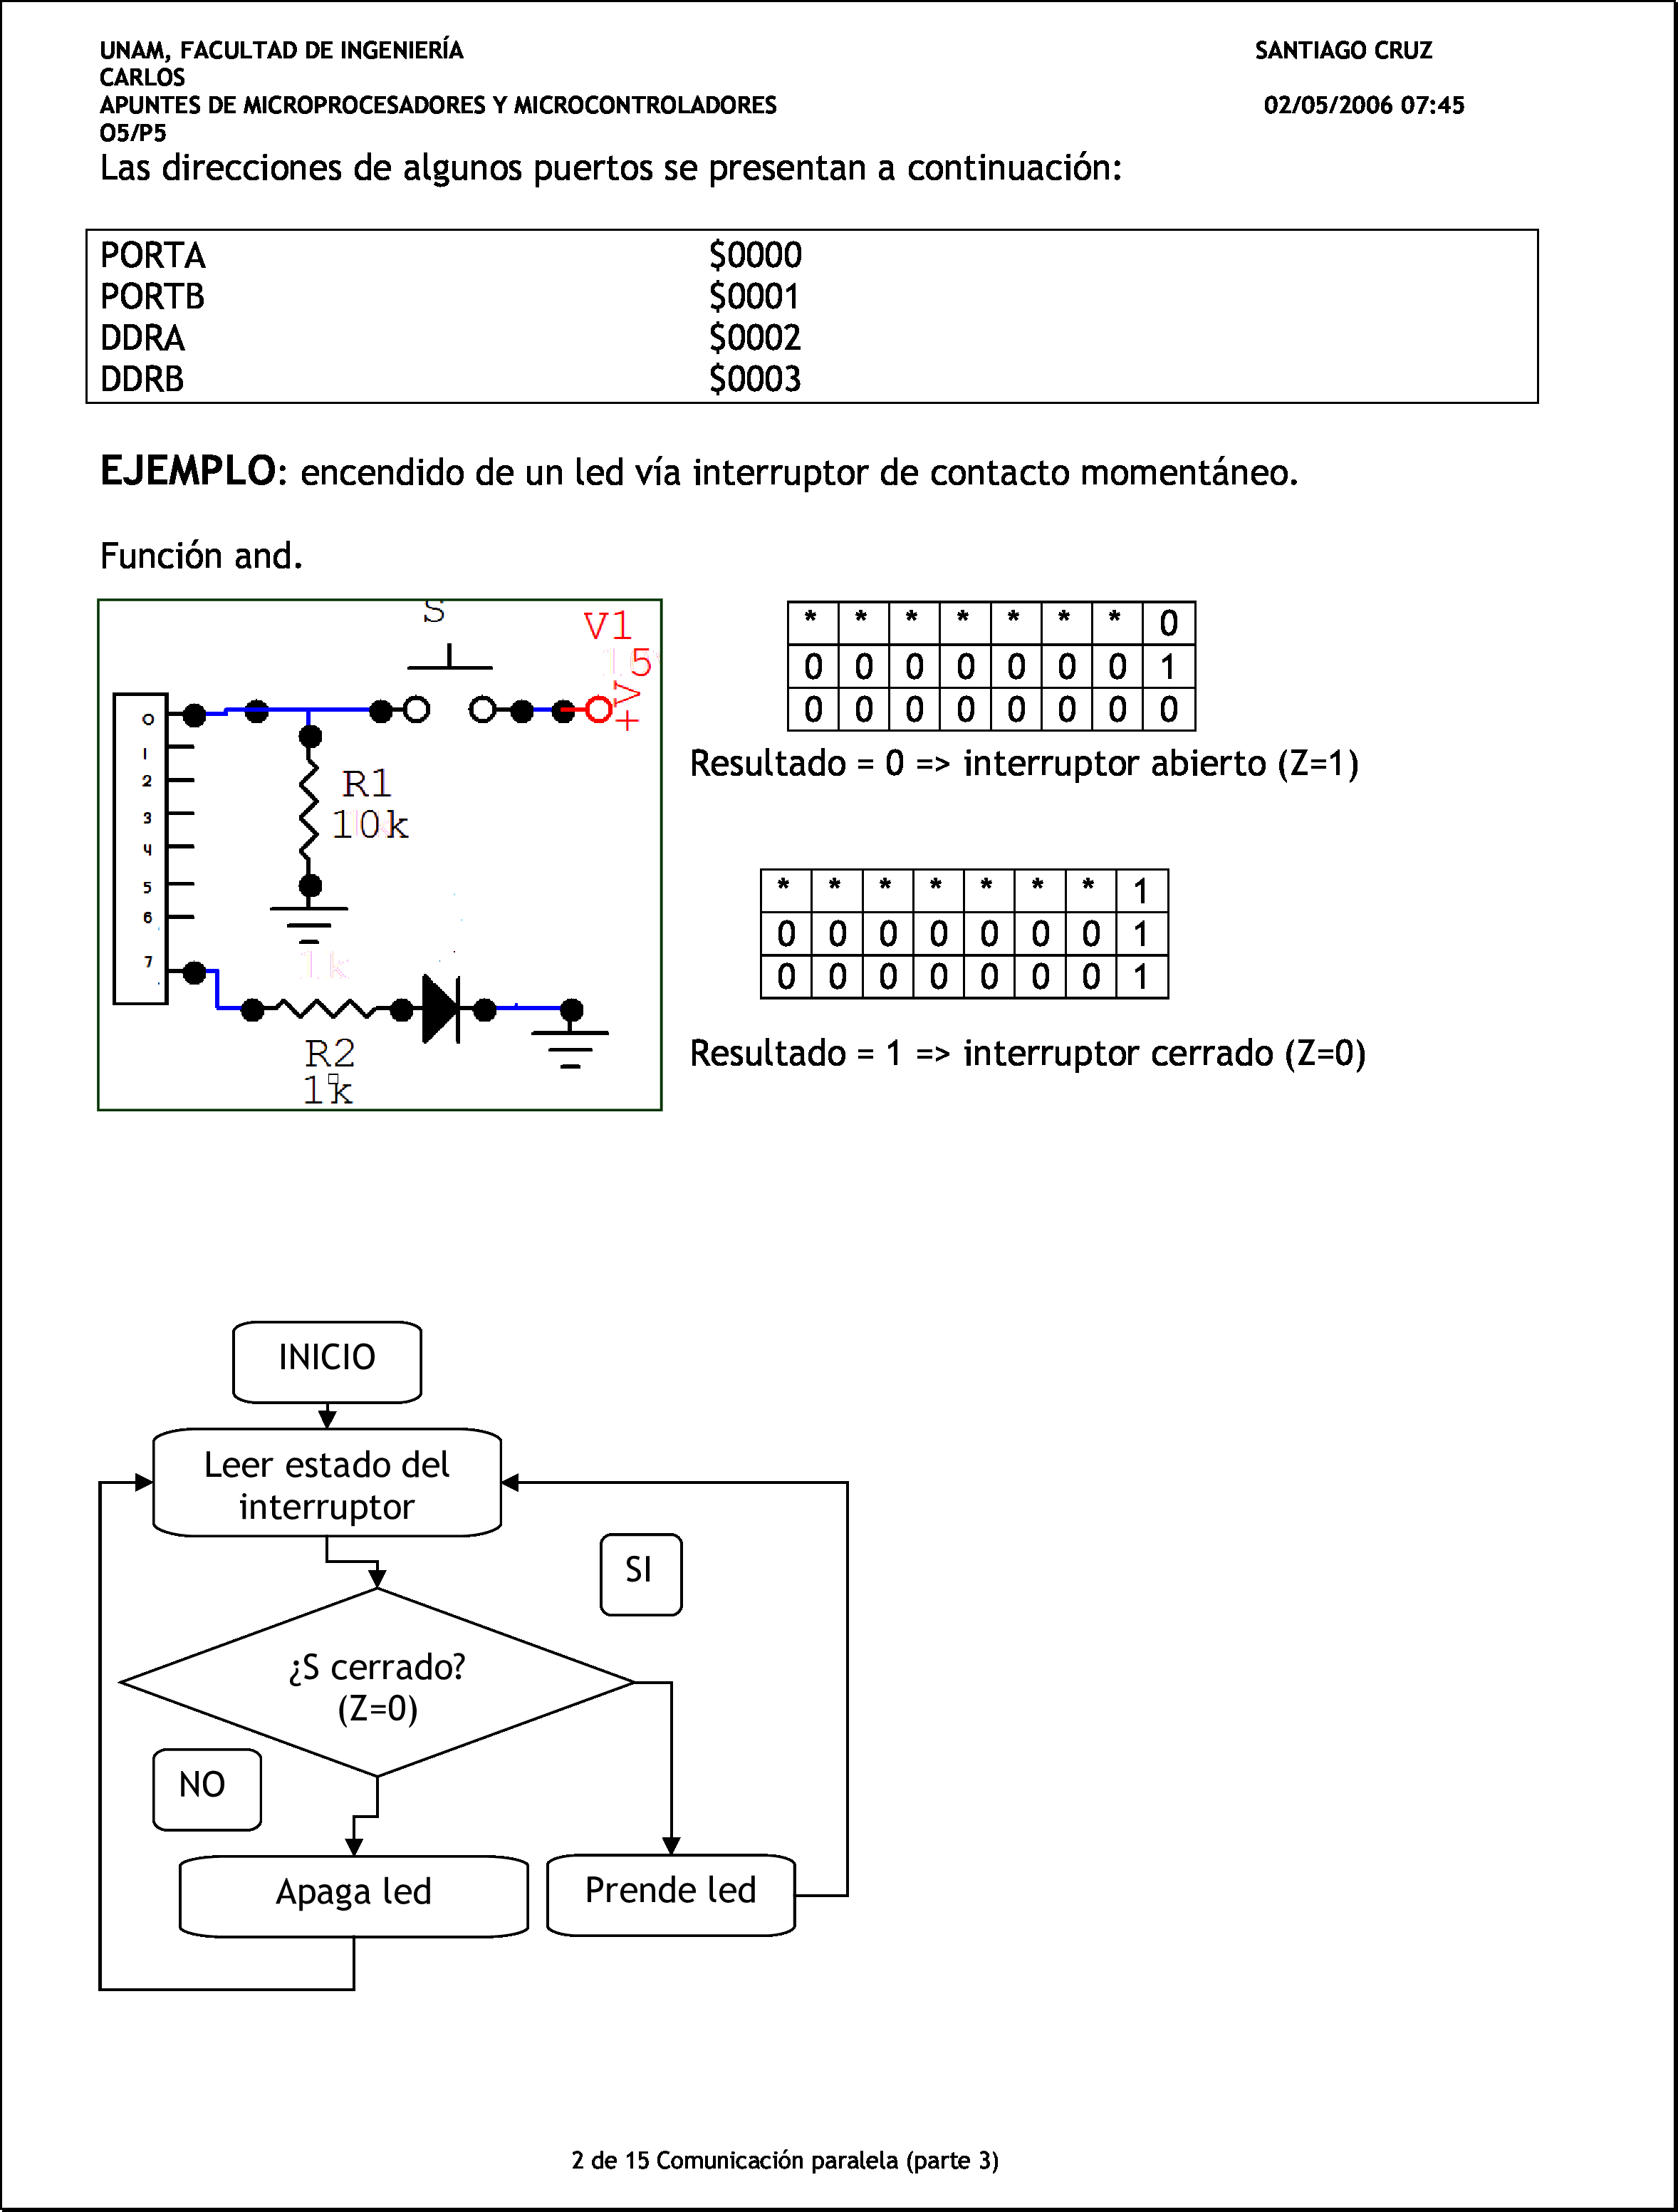 UNAM, FACULTAD DE INGENIERÍA SANTIAGO CRUZ
CARLOS
APUNTES DE MICROPROCESADORES Y MICROCONTROLADORES 02/05/2006 07:45
O5/P5
Las direcciones de algunos puertos se presentan a continuación:
PORTA $0000
PORTB $0001
DDRA $0002
DDRB $0003
EJEMPLO: encendido de un led vía interruptor de contacto momentáneo.
Función and.
S
V1
5
+V
0
1
2
3
4
5
6
7
R1
10k
1k
R2
1k
* * * * * * * 0
0 0 0 0 0 0 0 1
0 0 0 0 0 0 0 0
Resultado = 0 => interruptor abierto (Z=1)
* * * * * * * 1
0 0 0 0 0 0 0 1
0 0 0 0 0 0 0 1
Resultado = 1 => interruptor cerrado (Z=0)
INICIO
Leer estado del
interruptor
SI
¿S cerrado?
(Z=0)
NO
Apaga led
Prende led
2 de 15 Comunicación paralela (parte 3)